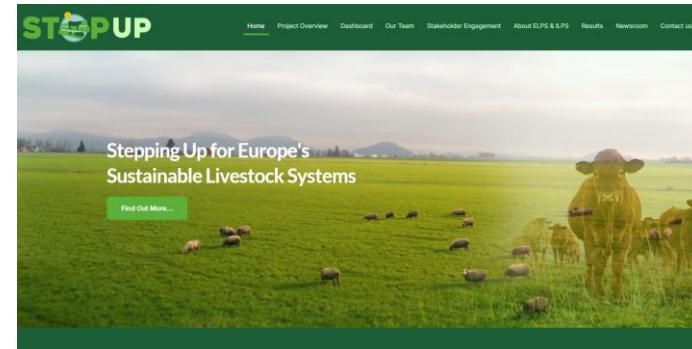 STEPUP
Home Project Overview Dashboard Our Team Stakeholder Engagement About ELPS & ILPS Results Newsroom Contact us
Stepping Up for Europe's
Sustainable Livestock Systems
Find Out More...